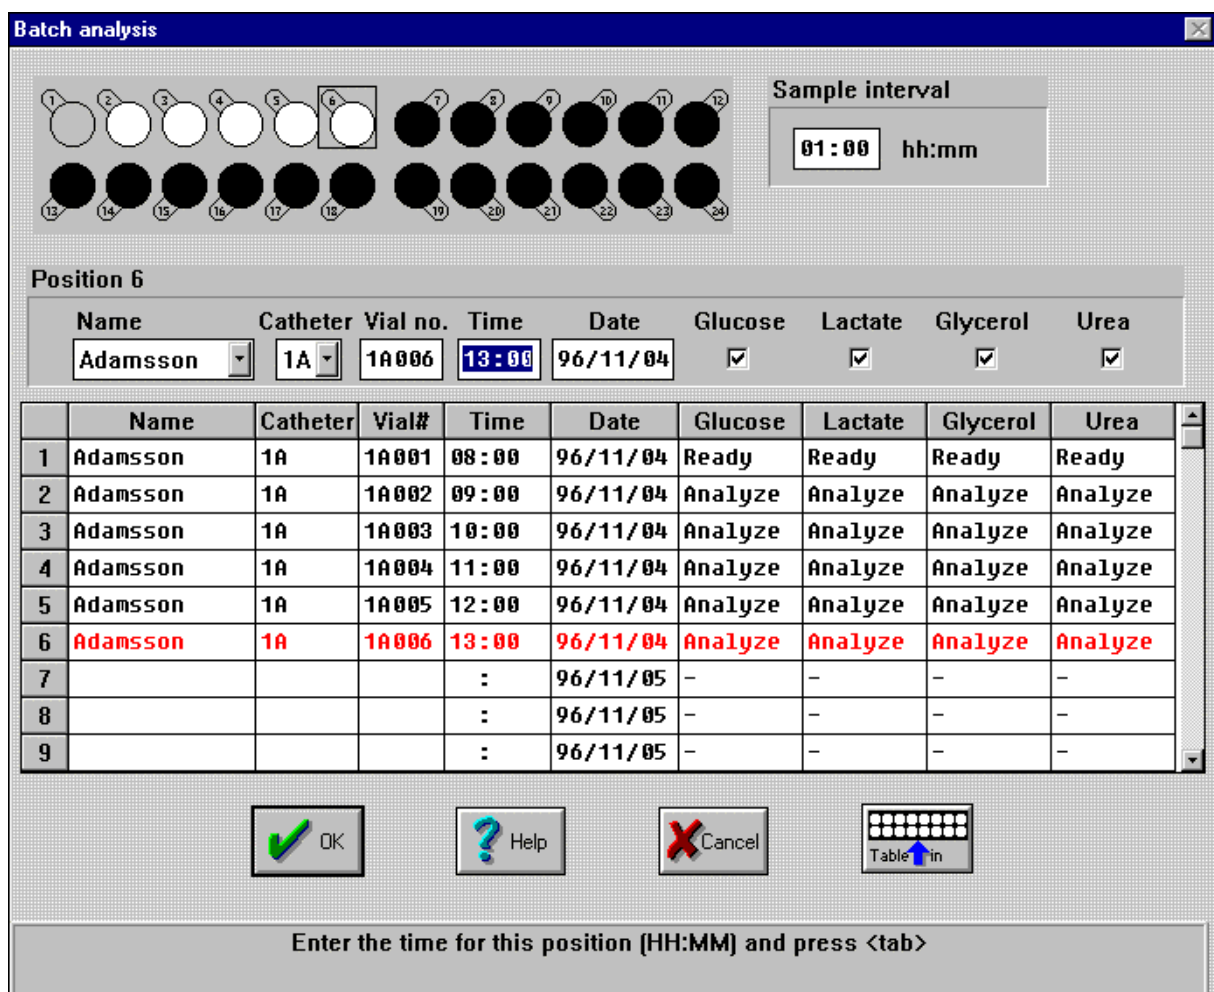 Batch analysis
1 2 3 4 5 6 7 8 9 10 11 12
13 14 15 16 17 18 19 20 21 22 23 24
Sample interval
01:00 hh:mm
Position 6
Name Catheter Vial no. Time Date Glucose Lactate Glycerol Urea
Adamsson 1A 1A006 13:00 96/11/04
Name Catheter Vial# Time Date Glucose Lactate Glycerol Urea
1 Adamsson 1A 1A001 08:00 96/11/04 Ready Ready Ready Ready
2 Adamsson 1A 1A002 09:00 96/11/04 Analyze Analyze Analyze Analyze
3 Adamsson 1A 1A003 10:00 96/11/04 Analyze Analyze Analyze Analyze
4 Adamsson 1A 1A004 11:00 96/11/04 Analyze Analyze Analyze Analyze
5 Adamsson 1A 1A005 12:00 96/11/04 Analyze Analyze Analyze Analyze
6 Adamsson 1A 1A006 13:00 96/11/04 Analyze Analyze Analyze Analyze
7 : 96/11/05 - - - -
8 : 96/11/05 - - - -
9 : 96/11/05 - - - -
OK Help Cancel Table in
Enter the time for this position (HH:MM) and press <tab>